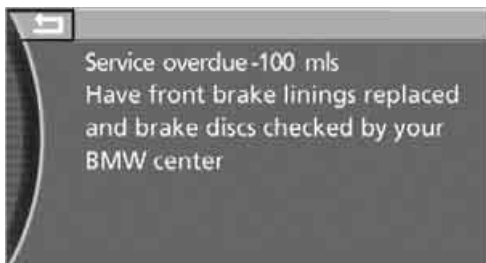 Service overdue -100 mls
Have front brake linings replaced
and brake discs checked by your
BMW center